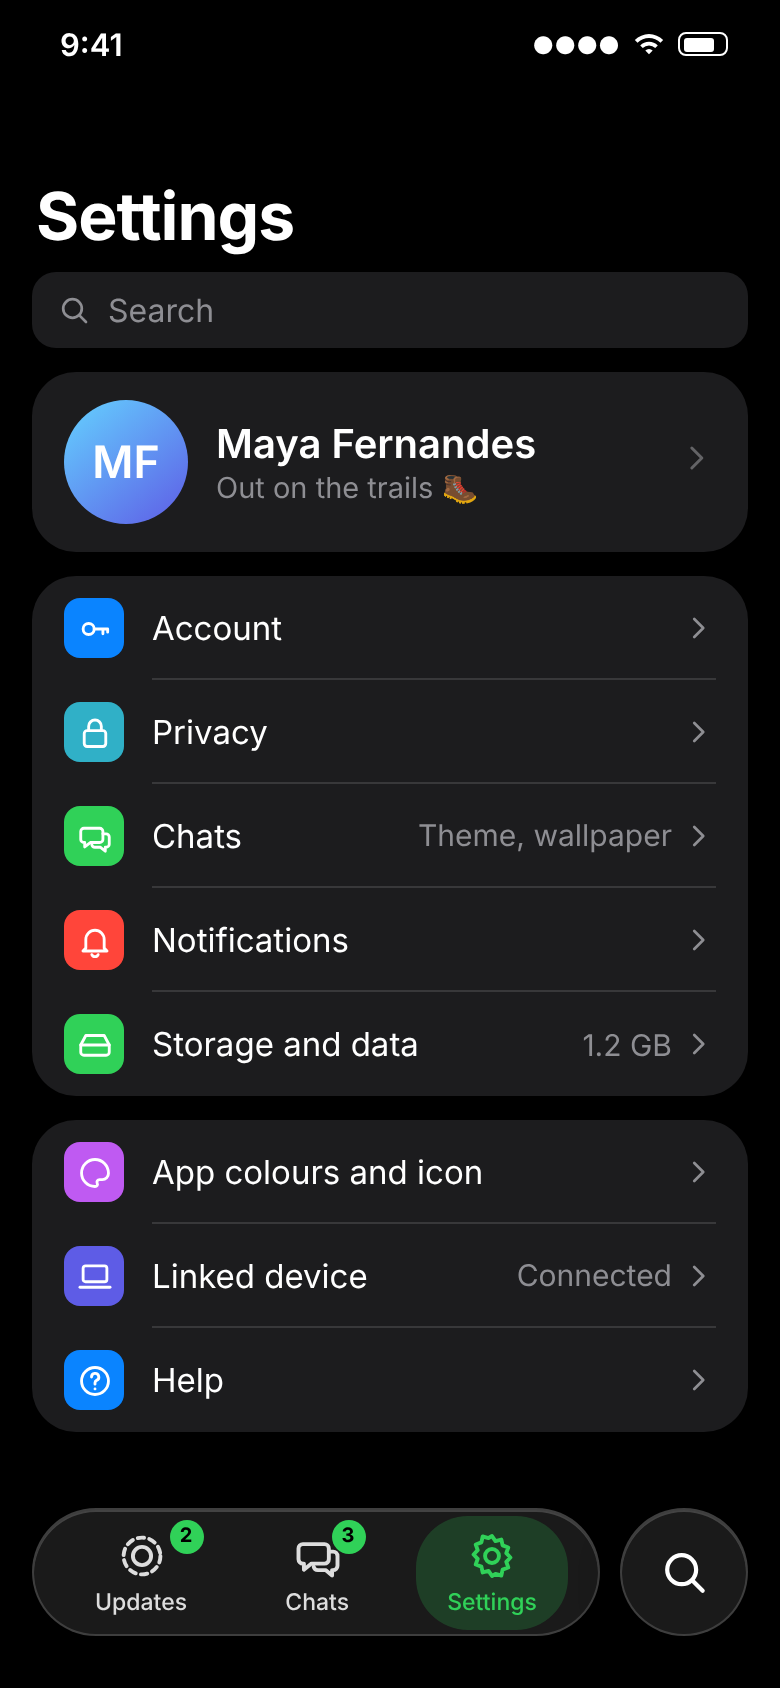 9:41
Settings
Search
MF
Maya Fernandes
Out on the trails 🥾
Account
Privacy
Chats
Theme, wallpaper
Notifications
Storage and data
1.2 GB
App colours and icon
Linked device
Connected
Help
2
3
Updates
Chats
Settings